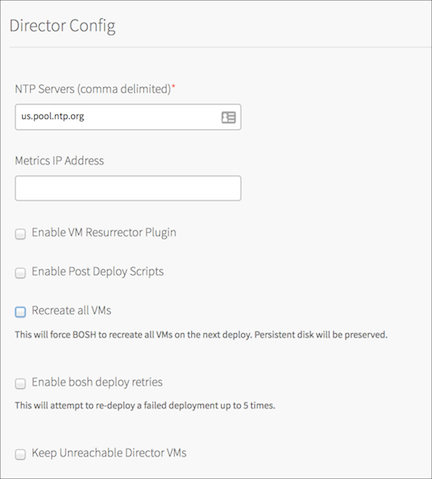 Director Config
NTP Servers (comma delimited)*
us.pool.ntp.org
Metrics IP Address
Enable VM Resurrector Plugin
Enable Post Deploy Scripts
Recreate all VMs
This will force BOSH to recreate all VMs on the next deploy. Persistent disk will be preserved.
Enable bosh deploy retries
This will attempt to re-deploy a failed deployment up to 5 times.
Keep Unreachable Director VMs